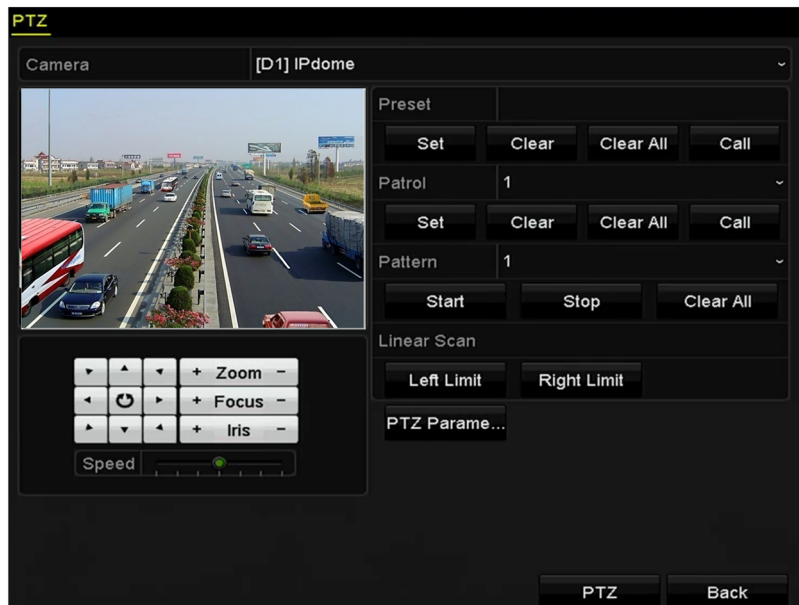 PTZ
Camera [D1] IPdome
Preset
Set Clear Clear All Call
Patrol 1
Set Clear Clear All Call
Pattern 1
Start Stop Clear All
Linear Scan
Left Limit Right Limit
PTZ Parame...
+ Zoom -
+ Focus -
+ Iris -
Speed
PTZ Back